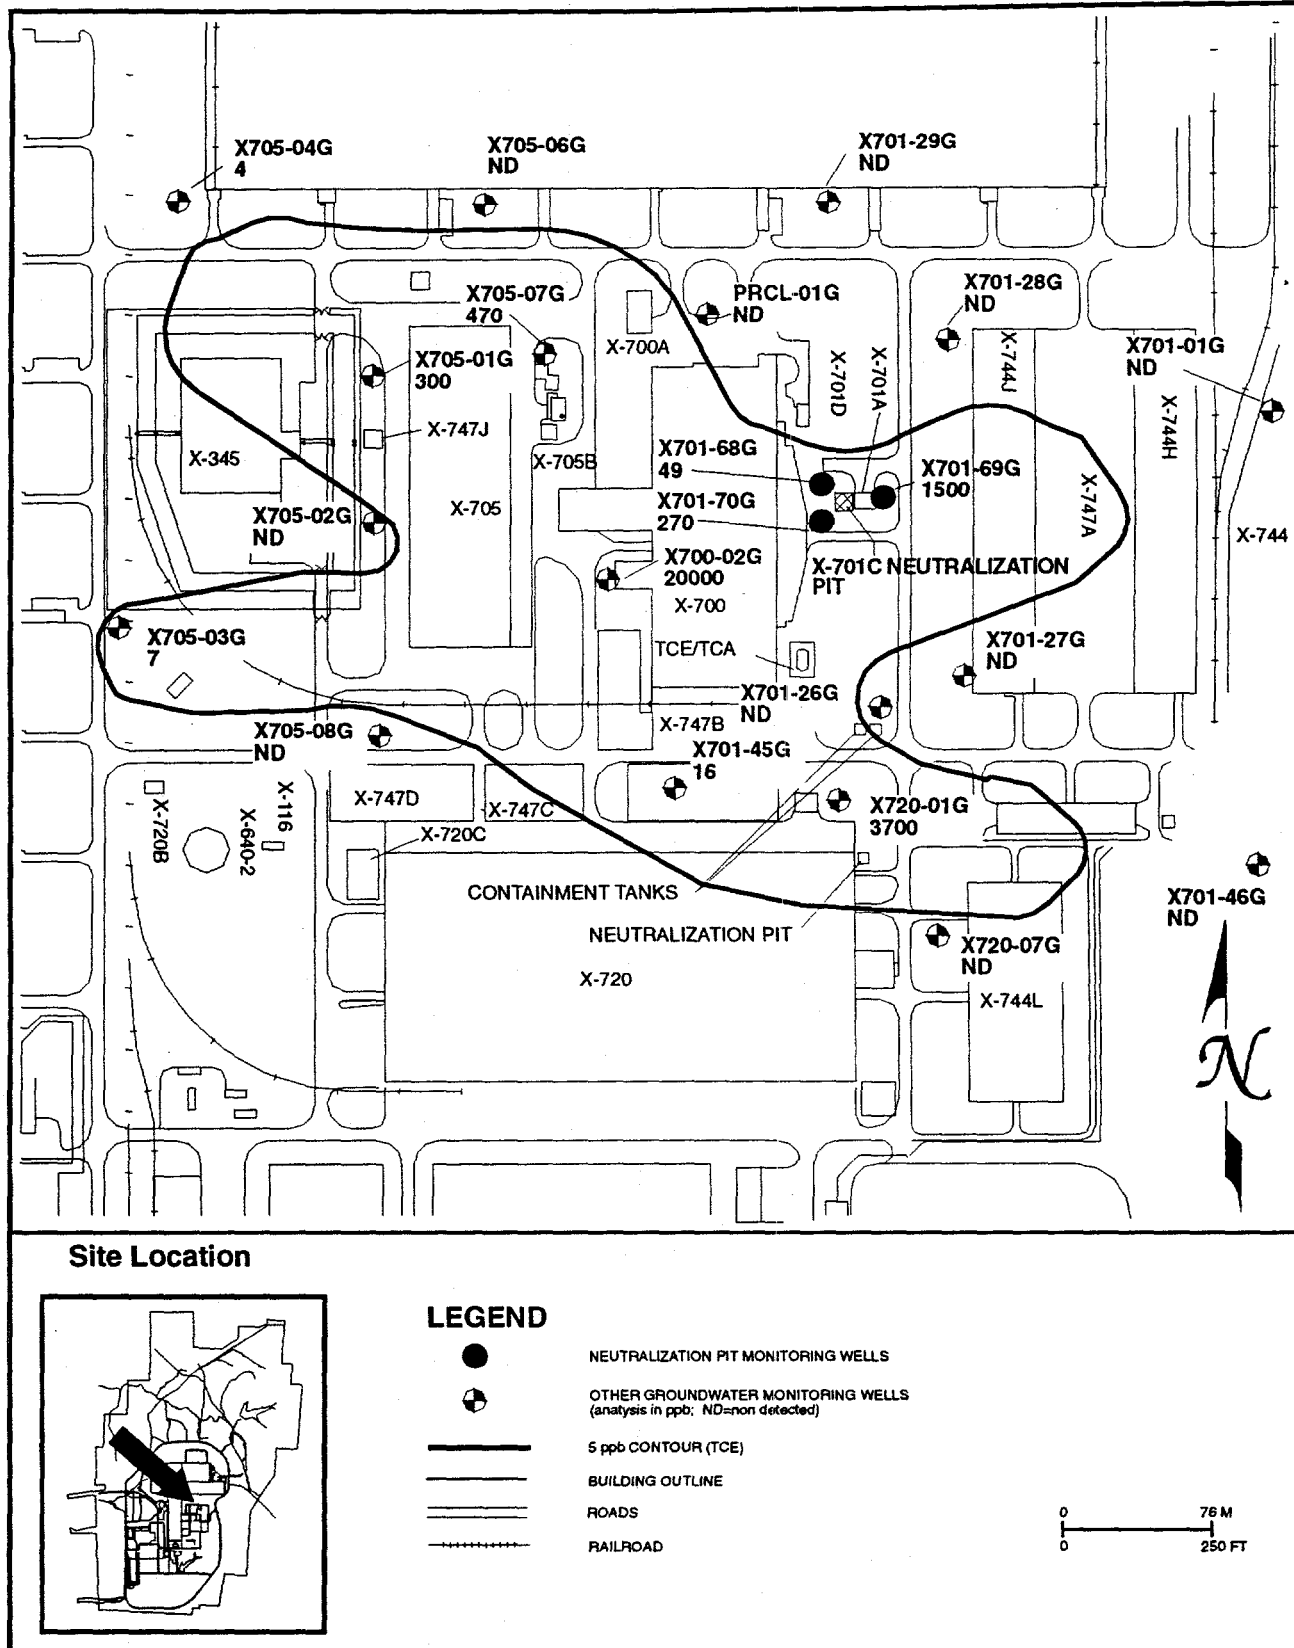 X705-04G
4
X705-06G
ND
X701-29G
ND
X705-07G
470
PRCL-01G
ND
X701-28G
ND
X705-01G
300
X-700A
X-701D
X-701A
X-744J
X701-01G
ND
X-744H
X-747J
X-345
X-705B
X701-68G
49
X701-69G
1500
X-705
X701-70G
270
X-747A
X705-02G
ND
X-744
X700-02G
20000
X-701C NEUTRALIZATION
PIT
X-700
X705-03G
7
TCE/TCA
X701-27G
ND
X701-26G
ND
X705-08G
ND
X-747B
X701-45G
16
X-720B
X-640-2
X-116
X-747D
X-747C
X-720C
X720-01G
3700
CONTAINMENT TANKS
X701-46G
ND
NEUTRALIZATION PIT
X720-07G
ND
X-720
X-744L
N
Site Location
LEGEND
NEUTRALIZATION PIT MONITORING WELLS
OTHER GROUNDWATER MONITORING WELLS
(anatysis in ppb; ND=non detected)
5 ppb CONTOUR (TCE)
BUILDING OUTLINE
ROADS
RAILROAD
0 76 M
0 250 FT